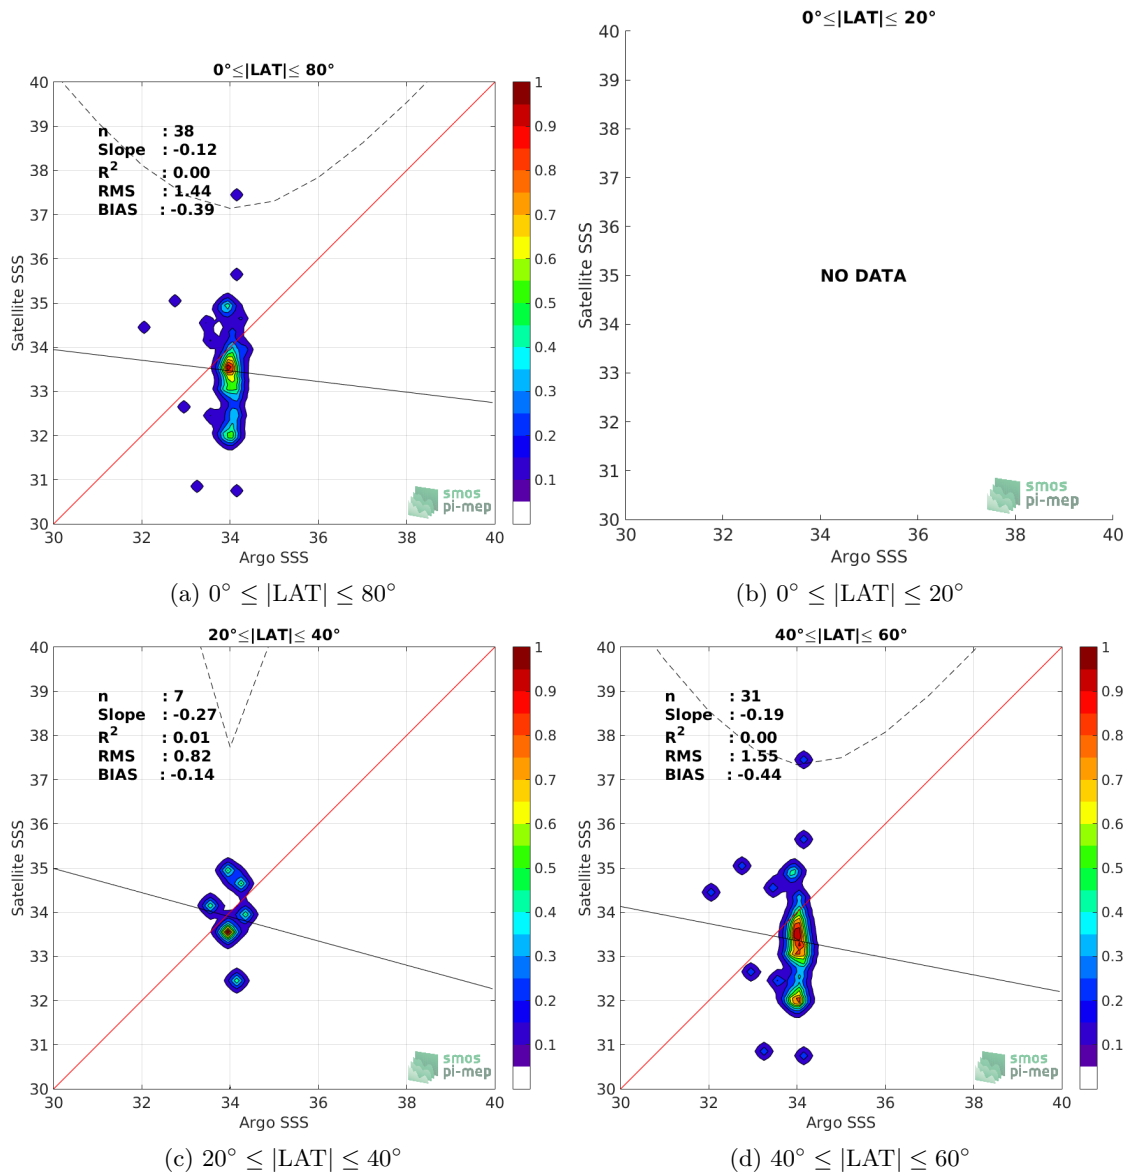 0°≤|LAT|≤ 80°
40
39
38
37
36
35
34
33
32
31
30
Satellite SSS
n : 38
Slope : -0.12
R² : 0.00
RMS : 1.44
BIAS : -0.39
smos
pi-mep
30 32 34 36 38 40
Argo SSS
1
0.9
0.8
0.7
0.6
0.5
0.4
0.3
0.2
0.1
(a) 0° ≤ |LAT| ≤ 80°
0°≤|LAT|≤ 20°
40
39
38
37
36
35
34
33
32
31
30
Satellite SSS
NO DATA
smos
pi-mep
30 32 34 36 38 40
Argo SSS
(b) 0° ≤ |LAT| ≤ 20°
20°≤|LAT|≤ 40°
40
39
38
37
36
35
34
33
32
31
30
Satellite SSS
n : 7
Slope : -0.27
R² : 0.01
RMS : 0.82
BIAS : -0.14
smos
pi-mep
30 32 34 36 38 40
Argo SSS
1
0.9
0.8
0.7
0.6
0.5
0.4
0.3
0.2
0.1
(c) 20° ≤ |LAT| ≤ 40°
40°≤|LAT|≤ 60°
40
39
38
37
36
35
34
33
32
31
30
Satellite SSS
n : 31
Slope : -0.19
R² : 0.00
RMS : 1.55
BIAS : -0.44
smos
pi-mep
30 32 34 36 38 40
Argo SSS
1
0.9
0.8
0.7
0.6
0.5
0.4
0.3
0.2
0.1
(d) 40° ≤ |LAT| ≤ 60°